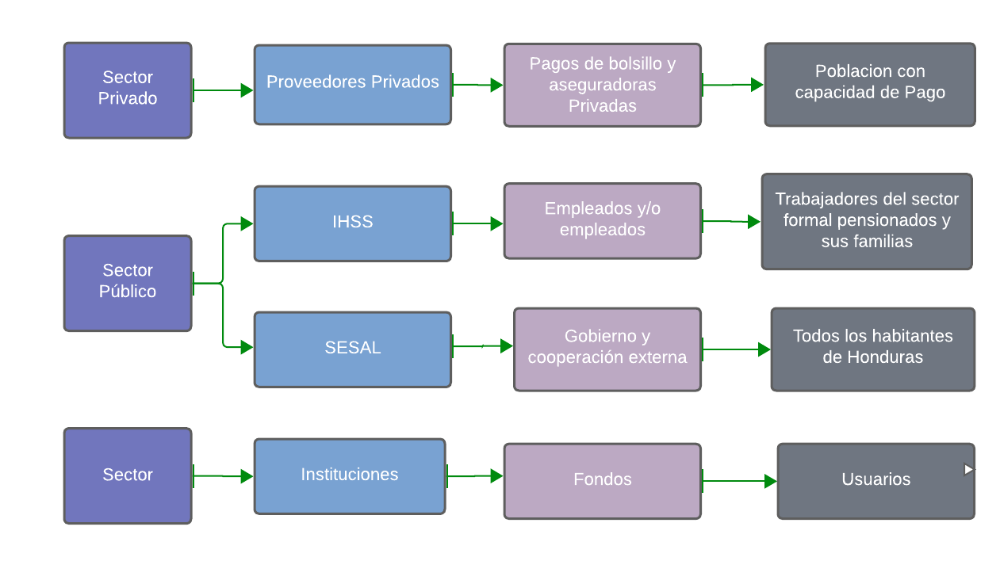 Sector
Privado
Proveedores Privados
Pagos de bolsillo y
aseguradoras
Privadas
Poblacion con
capacidad de Pago
Sector
Público
IHSS
Empleados y/o
empleados
Trabajadores del sector
formal pensionados y
sus familias
SESAL
Gobierno y
cooperación externa
Todos los habitantes
de Honduras
Sector
Instituciones
Fondos
Usuarios